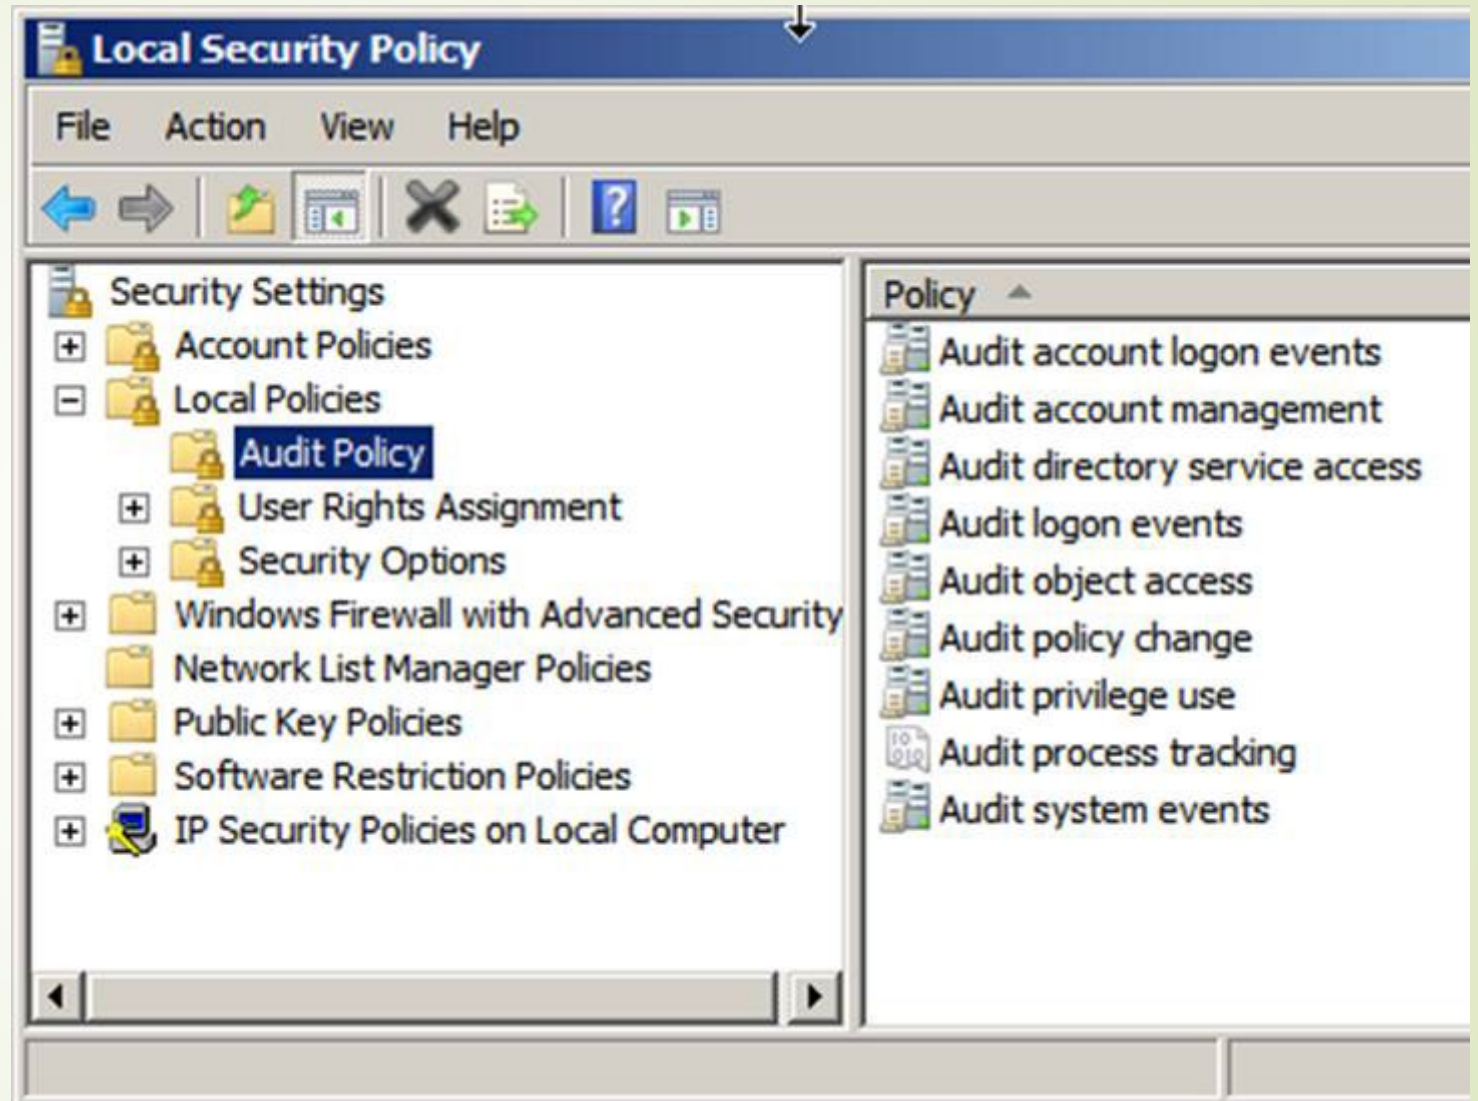 Local Security Policy
File Action View Help
Security Settings
Account Policies
Local Policies
Audit Policy
User Rights Assignment
Security Options
Windows Firewall with Advanced Security
Network List Manager Policies
Public Key Policies
Software Restriction Policies
IP Security Policies on Local Computer
Policy
Audit account logon events
Audit account management
Audit directory service access
Audit logon events
Audit object access
Audit policy change
Audit privilege use
Audit process tracking
Audit system events